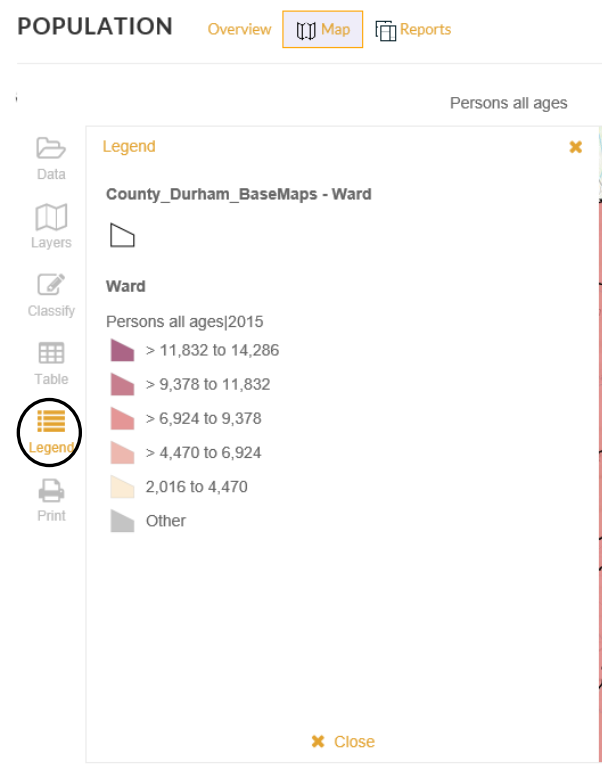 POPULATION Overview Map Reports
Persons all ages
Data
Layers
Classify
Table
Legend
Print
Legend
County_Durham_BaseMaps - Ward
Ward
Persons all ages|2015
> 11,832 to 14,286
> 9,378 to 11,832
> 6,924 to 9,378
> 4,470 to 6,924
2,016 to 4,470
Other
Close